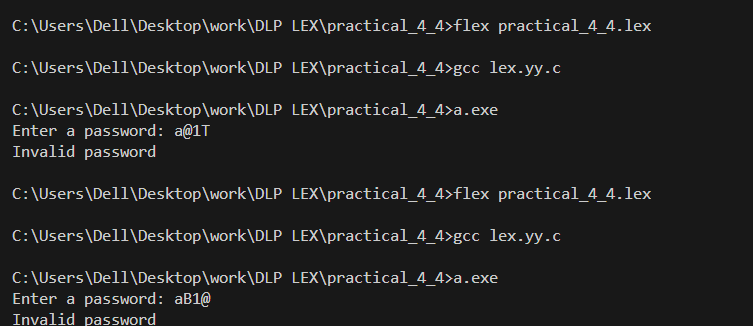 C:\Users\Dell\Desktop\work\DLP LEX\practical_4_4>flex practical_4_4.lex
C:\Users\Dell\Desktop\work\DLP LEX\practical_4_4>gcc lex.yy.c
C:\Users\Dell\Desktop\work\DLP LEX\practical_4_4>a.exe
Enter a password: a@1T
Invalid password
C:\Users\Dell\Desktop\work\DLP LEX\practical_4_4>flex practical_4_4.lex
C:\Users\Dell\Desktop\work\DLP LEX\practical_4_4>gcc lex.yy.c
C:\Users\Dell\Desktop\work\DLP LEX\practical_4_4>a.exe
Enter a password: aB1@
Invalid password